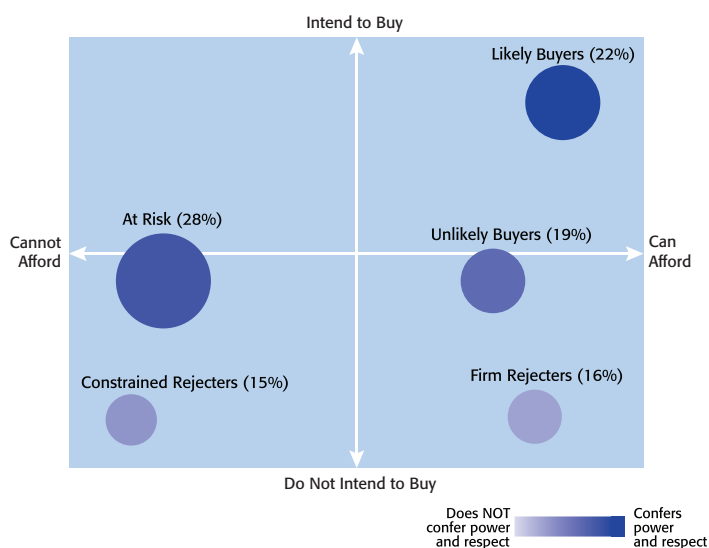 Intend to Buy
Likely Buyers (22%)
At Risk (28%)
Unlikely Buyers (19%)
Cannot
Afford
Can
Afford
Constrained Rejecters (15%)
Firm Rejecters (16%)
Do Not Intend to Buy
Does NOT
confer power
and respect
Confers
power
and respect